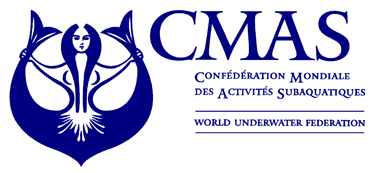 CMAS
CONFÉDÉRATION MONDIALE
DES ACTIVITÉS SUBAQUATIQUES
WORLD UNDERWATER FEDERATION